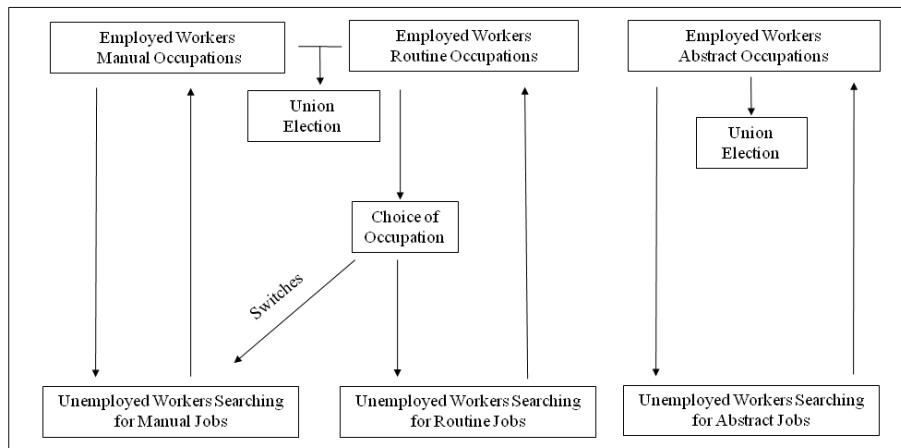 Employed Workers
Manual Occupations
Employed Workers
Routine Occupations
Employed Workers
Abstract Occupations
Union
Election
Union
Election
Choice of
Occupation
Switches
Unemployed Workers Searching
for Manual Jobs
Unemployed Workers Searching
for Routine Jobs
Unemployed Workers Searching
for Abstract Jobs